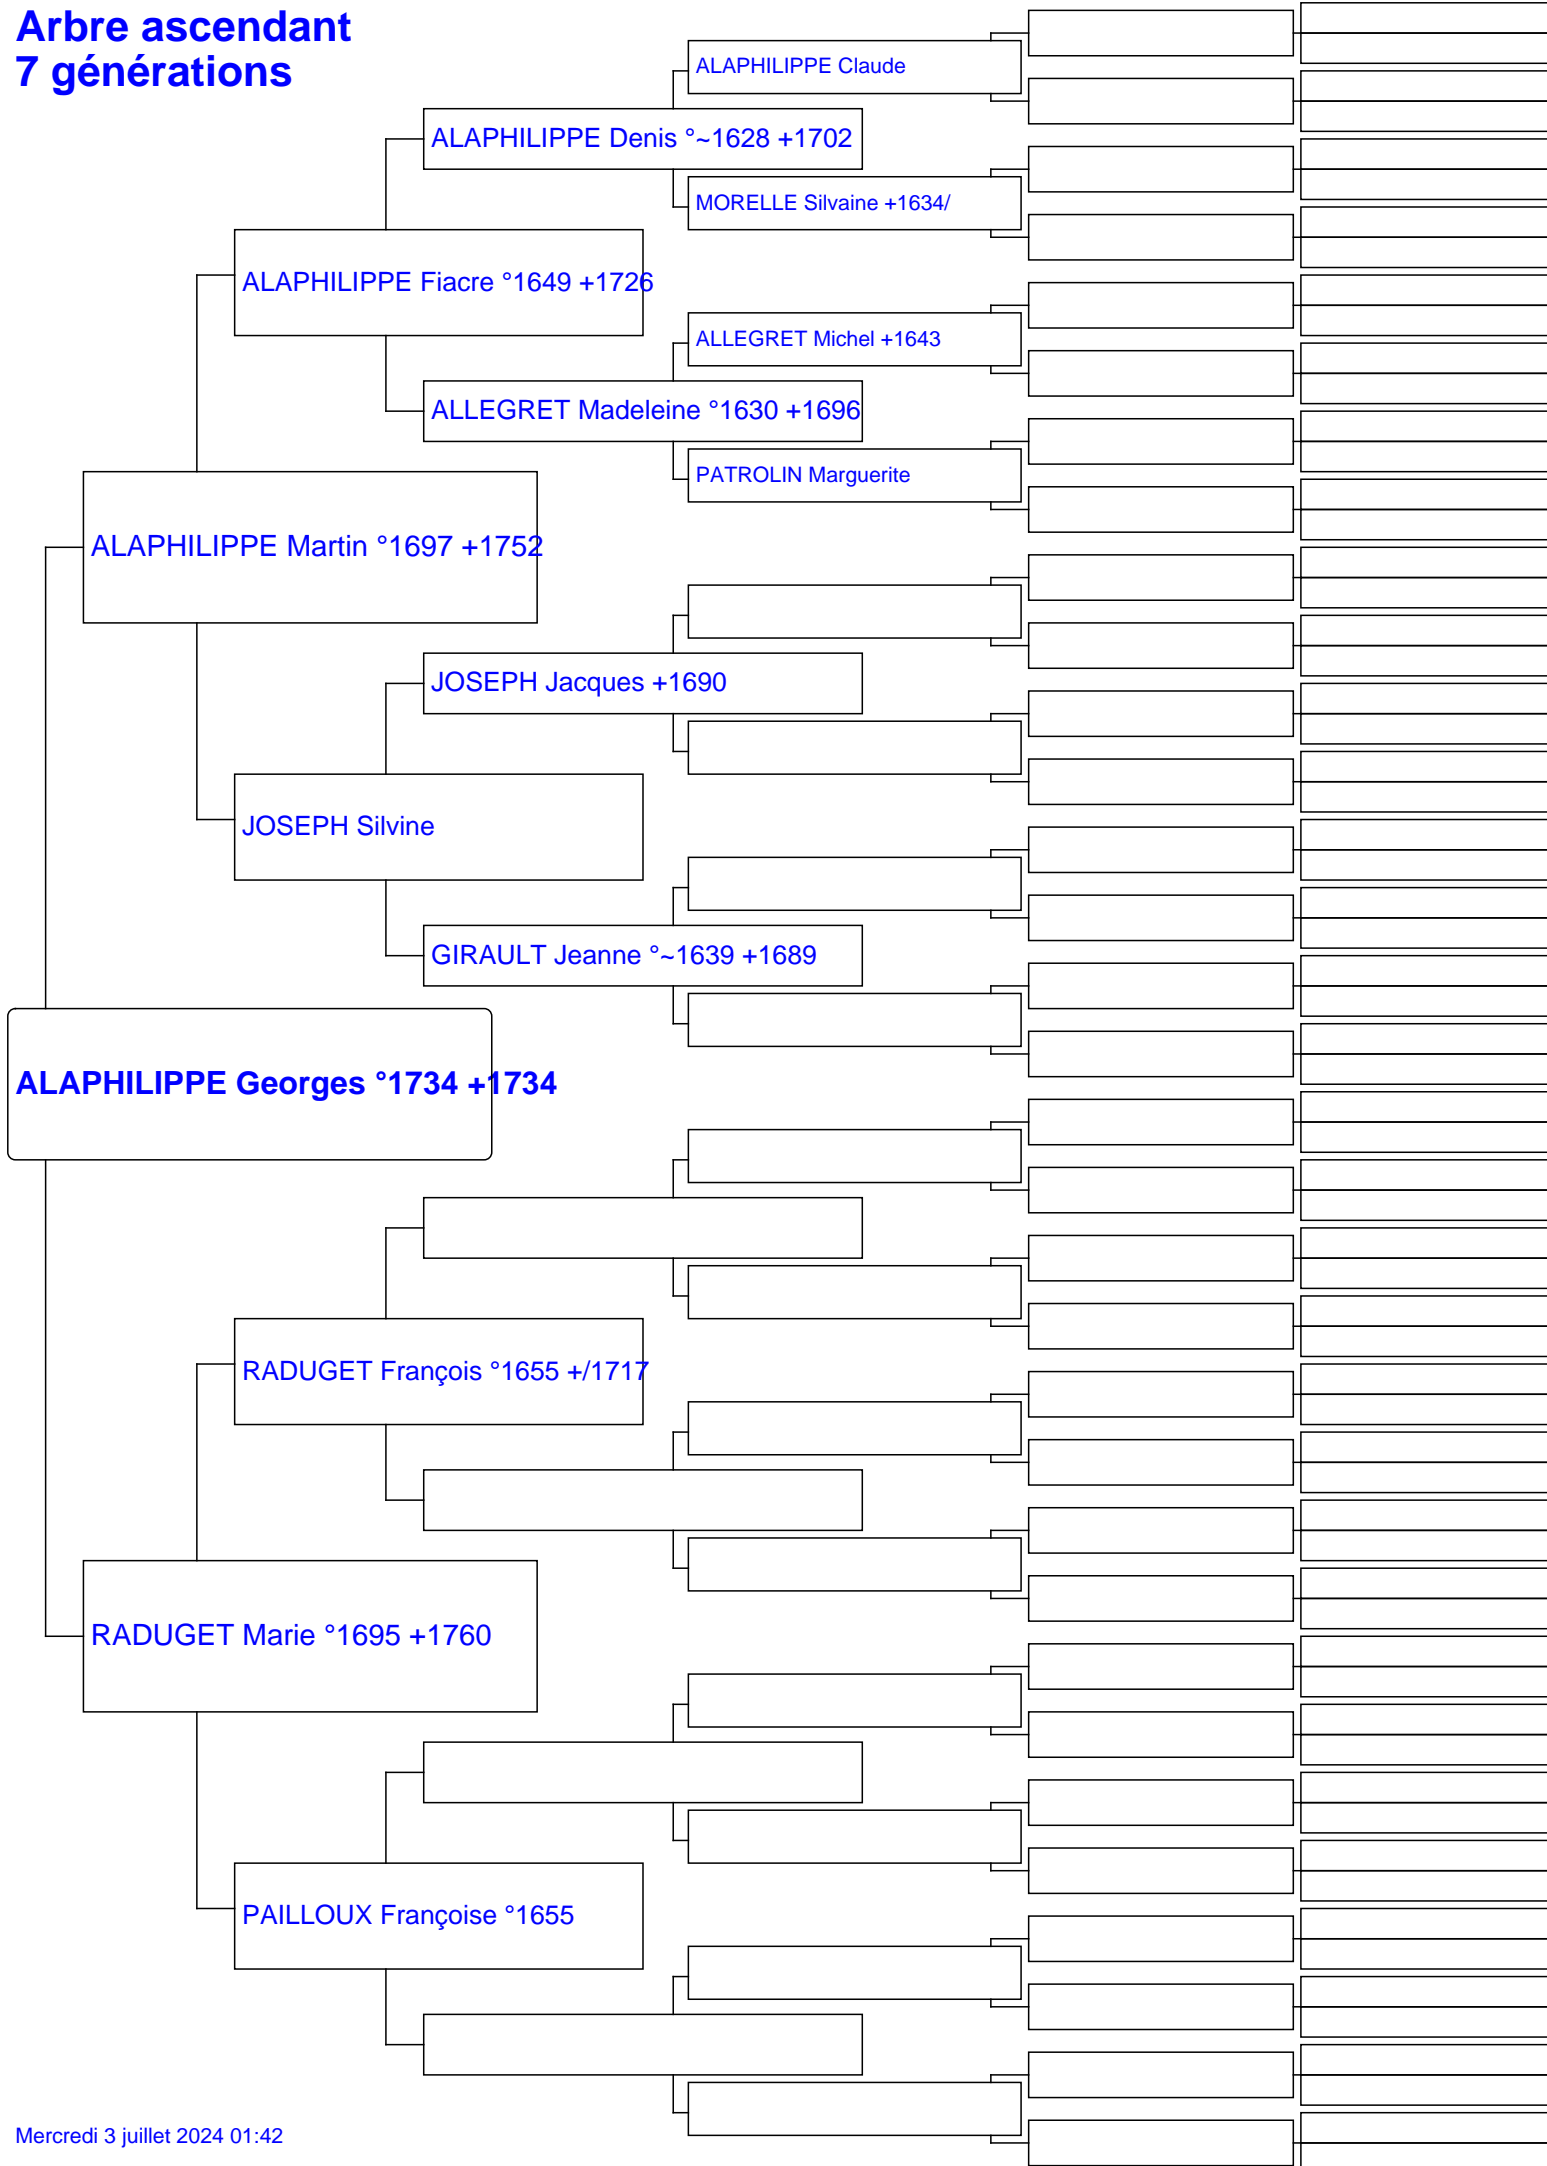 Arbre ascendant
7 générations
ALAPHILIPPE Claude
ALAPHILIPPE Denis °~1628 +1702
MORELLE Silvaine +1634/
ALAPHILIPPE Fiacre °1649 +1726
ALLEGRET Michel +1643
ALLEGRET Madeleine °1630 +1696
PATROLIN Marguerite
ALAPHILIPPE Martin °1697 +1752
JOSEPH Jacques +1690
JOSEPH Silvine
GIRAULT Jeanne °~1639 +1689
ALAPHILIPPE Georges °1734 +1734
RADUGET François °1655 +/1717
RADUGET Marie °1695 +1760
PAILLOUX Françoise °1655
Mercredi 3 juillet 2024 01:42